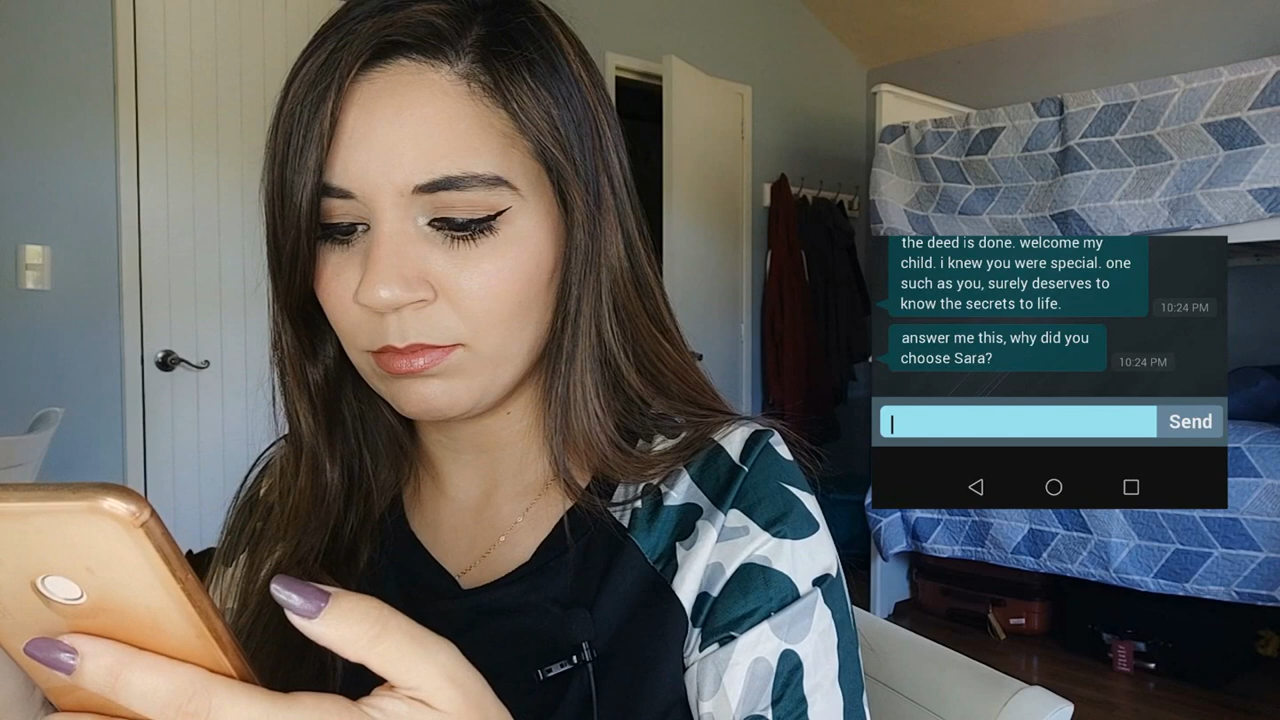 the deed is done. welcome my
child. i knew you were special. one
such as you, surely deserves to
know the secrets to life.
10:24 PM
answer me this, why did you
choose Sara?
10:24 PM
Send